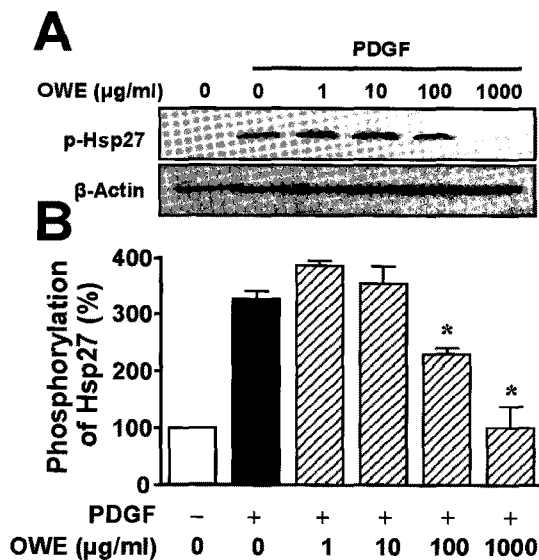 A
PDGF
OWE (µg/ml) 0 0 1 10 100 1000
p-Hsp27
β-Actin
B
Phosphorylation
of Hsp27 (%)
400
300
200
100
0
*
*
PDGF − + + + + +
OWE (µg/ml) 0 0 1 10 100 1000